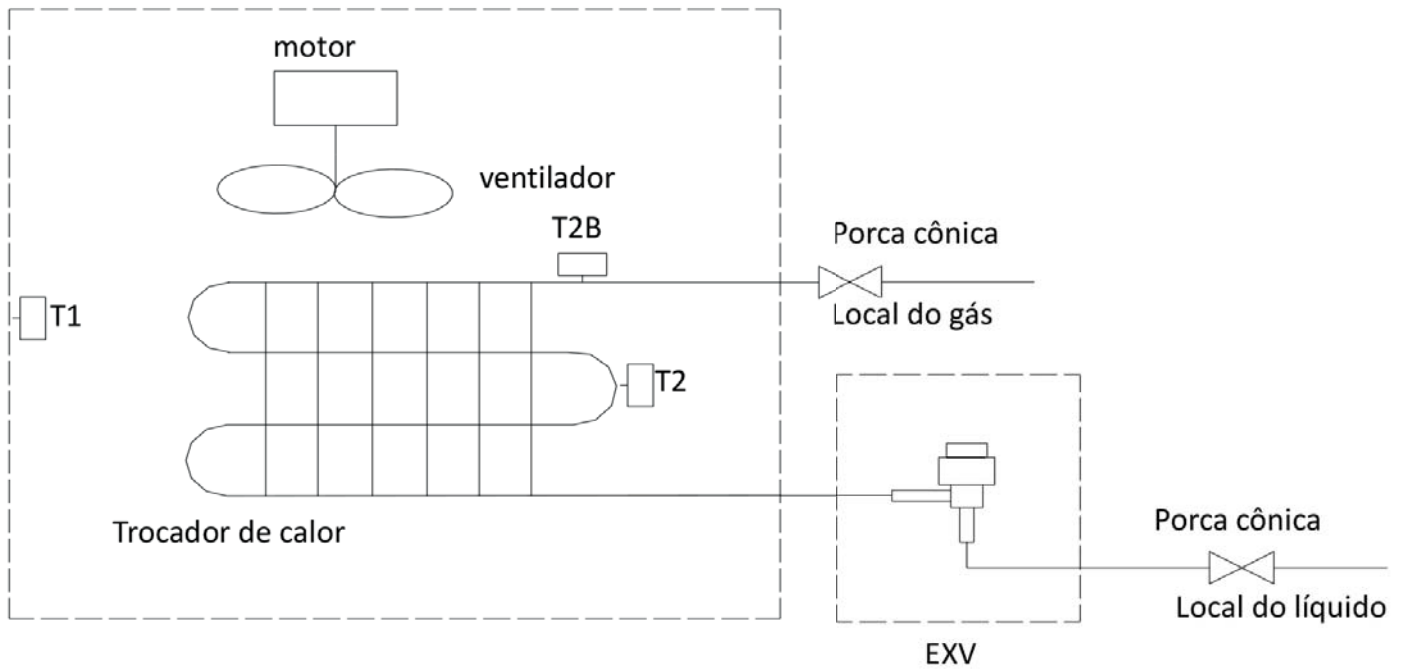 motor
ventilador
T2B
Porca cônica
Local do gás
T1
T2
Trocador de calor
Porca cônica
Local do líquido
EXV